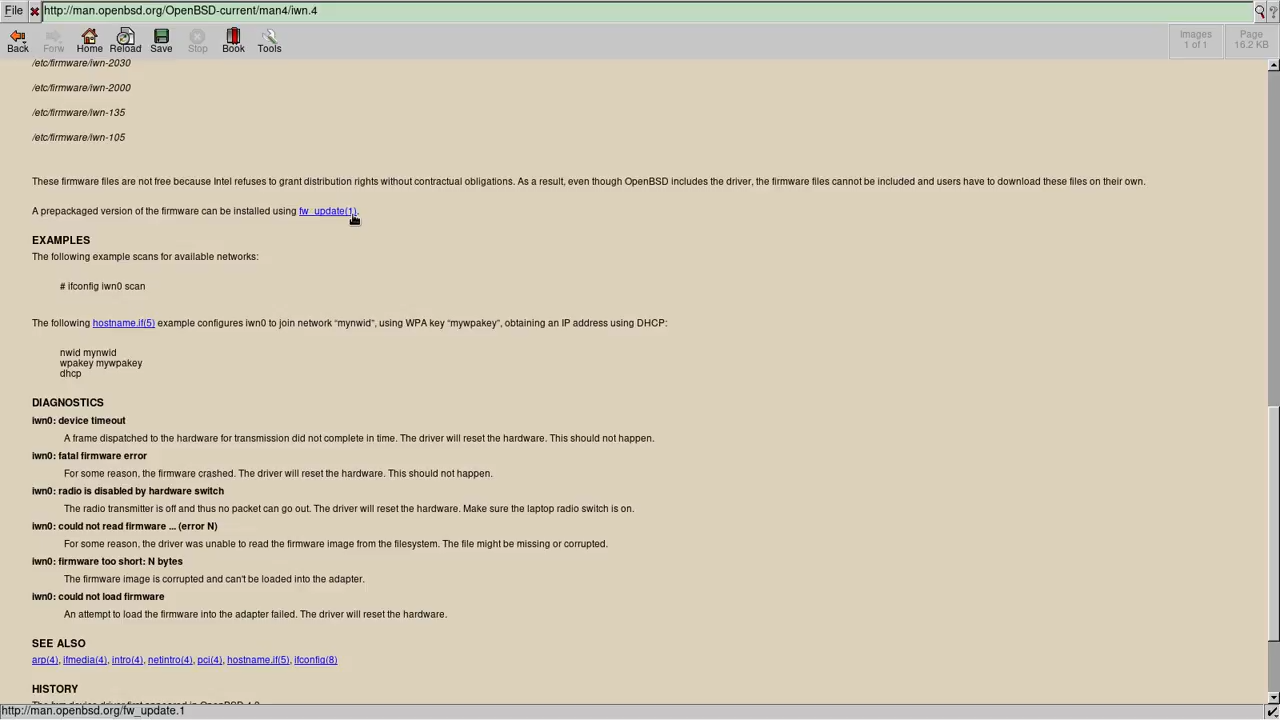 File
http://man.openbsd.org/OpenBSD-current/man4/iwn.4
Back Forw Home Reload Save Stop Book Tools
Images
1 of 1
Page
16.2 KB
/etc/firmware/iwn-2030
/etc/firmware/iwn-2000
/etc/firmware/iwn-135
/etc/firmware/iwn-105
These firmware files are not free because Intel refuses to grant distribution rights without contractual obligations. As a result, even though OpenBSD includes the driver, the firmware files cannot be included and users have to download these files on their own.
A prepackaged version of the firmware can be installed using fw_update(1).
EXAMPLES
The following example scans for available networks:
# ifconfig iwn0 scan
The following hostname.if(5) example configures iwn0 to join network “mynwid”, using WPA key “mywpakey”, obtaining an IP address using DHCP:
nwid mynwid
wpakey mywpakey
dhcp
DIAGNOSTICS
iwn0: device timeout
A frame dispatched to the hardware for transmission did not complete in time. The driver will reset the hardware. This should not happen.
iwn0: fatal firmware error
For some reason, the firmware crashed. The driver will reset the hardware. This should not happen.
iwn0: radio is disabled by hardware switch
The radio transmitter is off and thus no packet can go out. The driver will reset the hardware. Make sure the laptop radio switch is on.
iwn0: could not read firmware ... (error N)
For some reason, the driver was unable to read the firmware image from the filesystem. The file might be missing or corrupted.
iwn0: firmware too short: N bytes
The firmware image is corrupted and can't be loaded into the adapter.
iwn0: could not load firmware
An attempt to load the firmware into the adapter failed. The driver will reset the hardware.
SEE ALSO
arp(4), ifmedia(4), intro(4), netintro(4), pci(4), hostname.if(5), ifconfig(8)
HISTORY
http://man.openbsd.org/fw_update.1